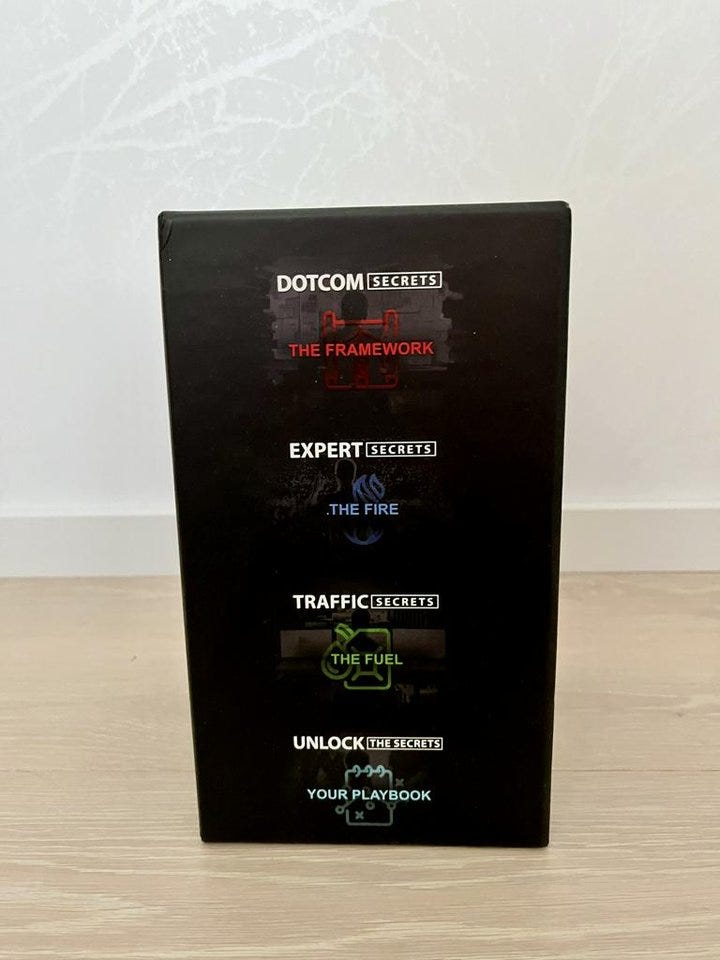 DOTCOM SECRETS
THE FRAMEWORK
EXPERT SECRETS
.THE FIRE
TRAFFIC SECRETS
THE FUEL
UNLOCK THE SECRETS
YOUR PLAYBOOK